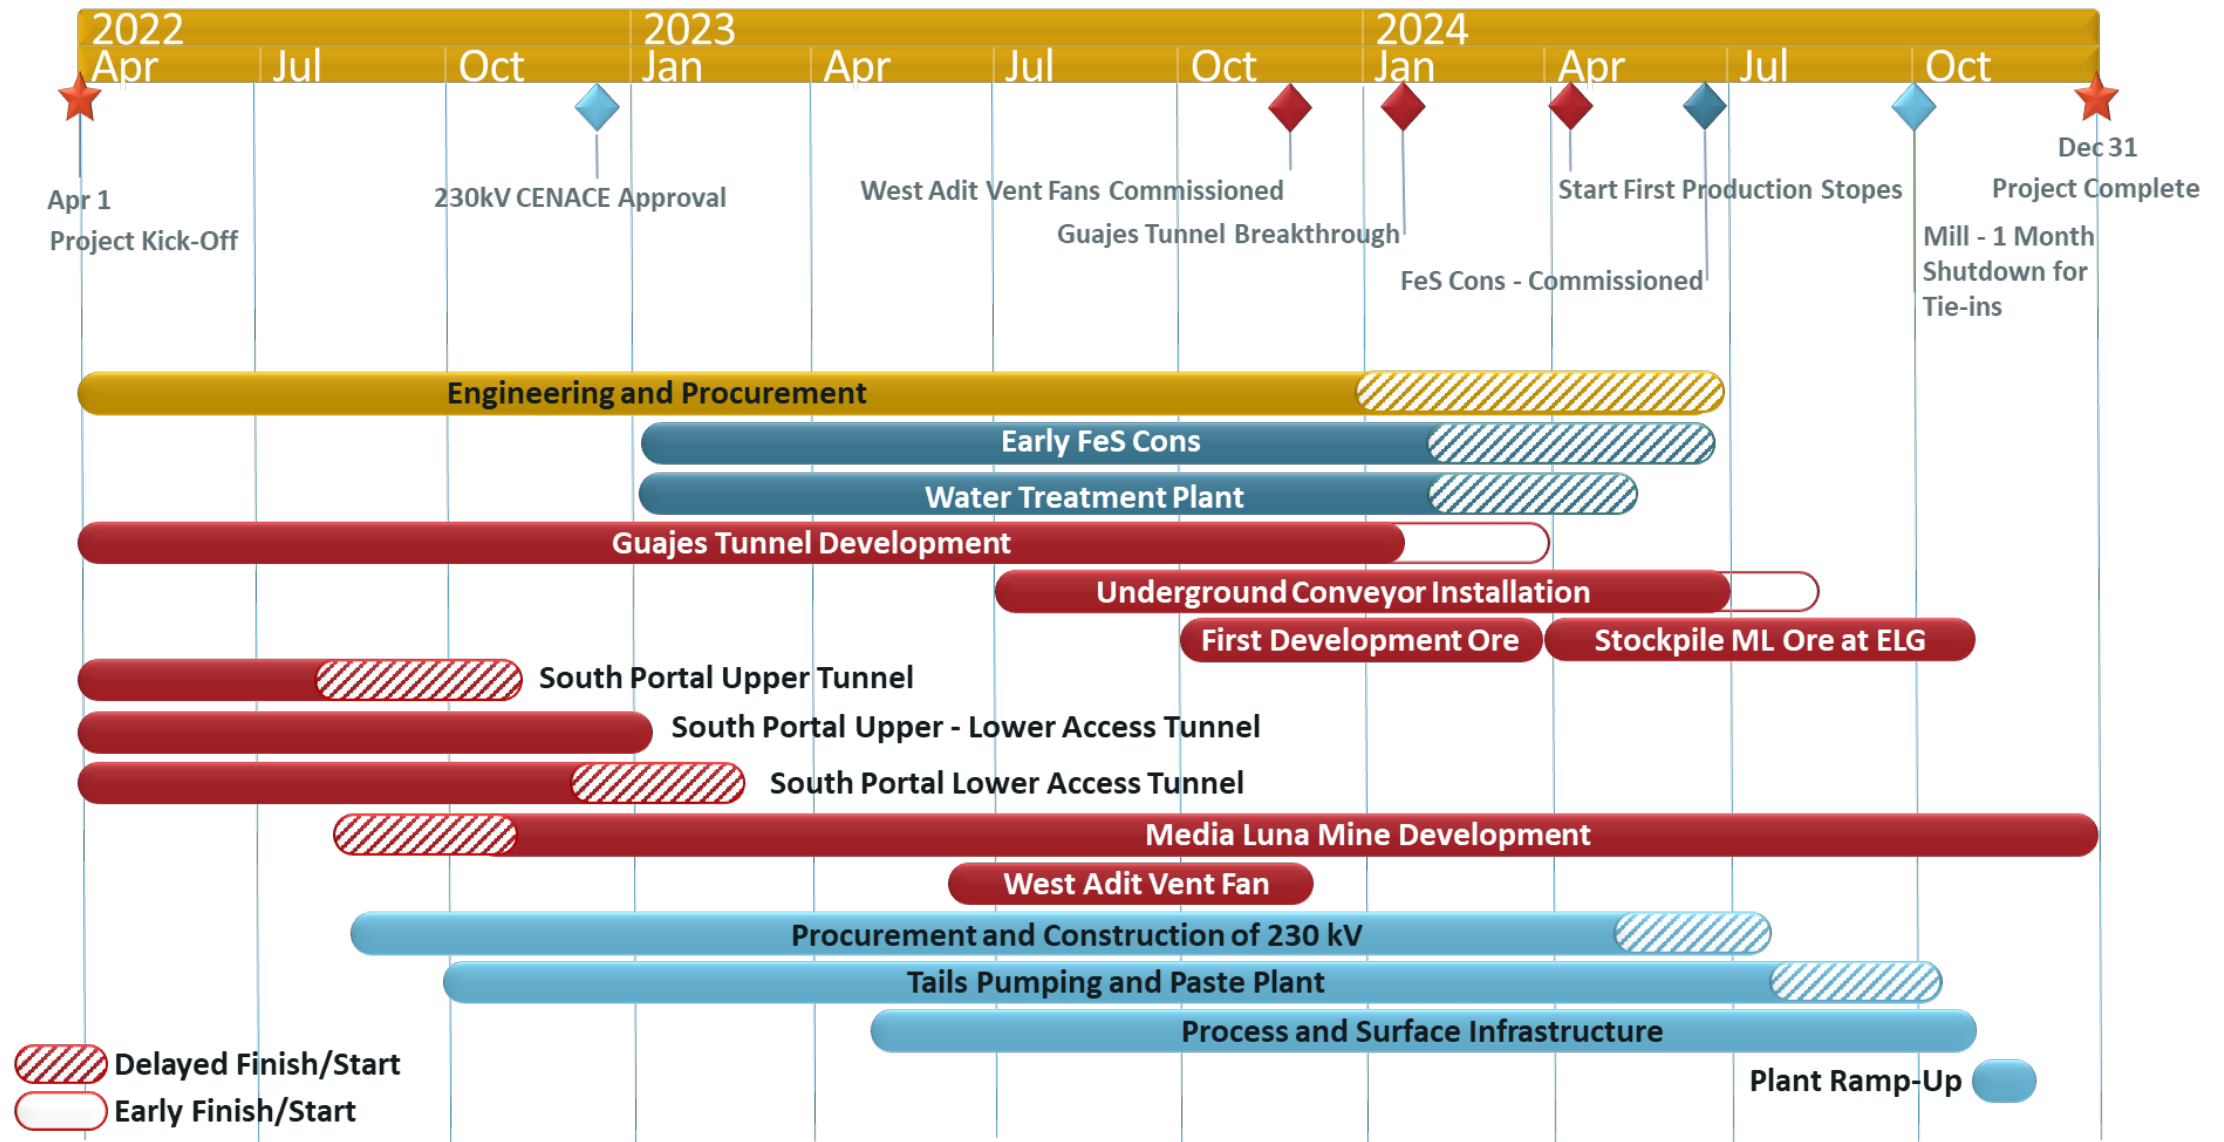 2022 2023 2024
Apr Jul Oct Jan Apr Jul Oct Jan Apr Jul Oct
Apr 1
Project Kick-Off
230kV CENACE Approval
West Adit Vent Fans Commissioned
Guajes Tunnel Breakthrough
Start First Production Stopes
FeS Cons - Commissioned
Mill - 1 Month
Shutdown for
Tie-ins
Dec 31
Project Complete
Engineering and Procurement
Early FeS Cons
Water Treatment Plant
Guajes Tunnel Development
Underground Conveyor Installation
First Development Ore
Stockpile ML Ore at ELG
South Portal Upper Tunnel
South Portal Upper - Lower Access Tunnel
South Portal Lower Access Tunnel
Media Luna Mine Development
West Adit Vent Fan
Procurement and Construction of 230 kV
Tails Pumping and Paste Plant
Process and Surface Infrastructure
Plant Ramp-Up
Delayed Finish/Start
Early Finish/Start